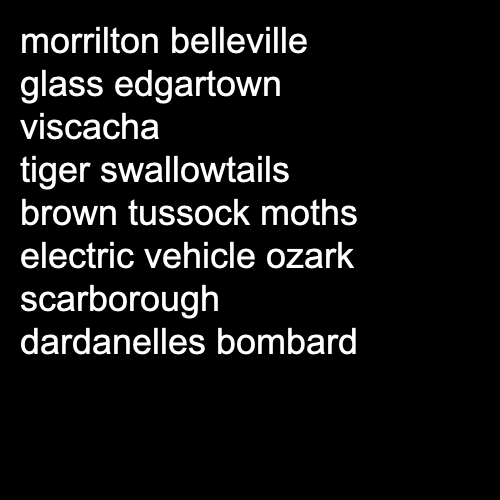 morrilton belleville
glass edgartown
viscacha
tiger swallowtails
brown tussock moths
electric vehicle ozark
scarborough
dardanelles bombard